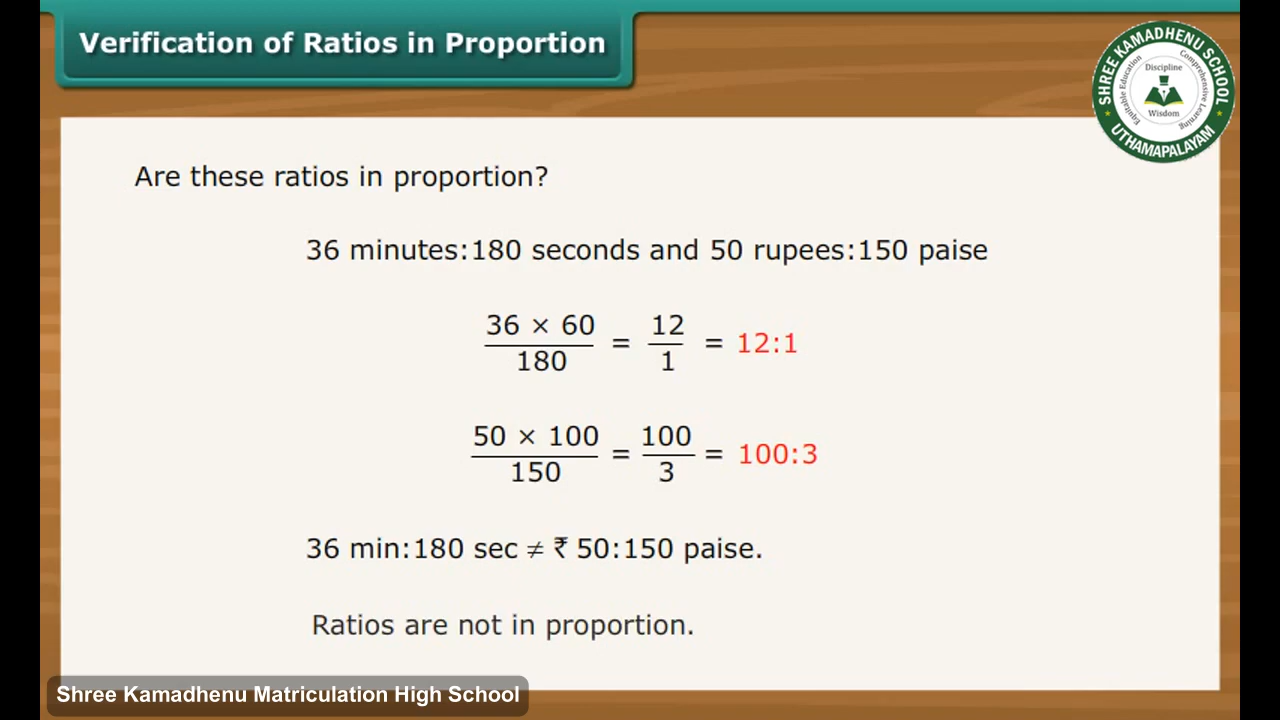 Verification of Ratios in Proportion
SHREE KAMADHENU SCHOOL
Equitable Education
Discipline
Comprehensive Learning
Wisdom
UTHAMAPALAYAM
Are these ratios in proportion?
36 minutes:180 seconds and 50 rupees:150 paise
36 × 60 / 180 = 12 / 1 = 12:1
50 × 100 / 150 = 100 / 3 = 100:3
36 min:180 sec ≠ ₹ 50:150 paise.
Ratios are not in proportion.
Shree Kamadhenu Matriculation High School